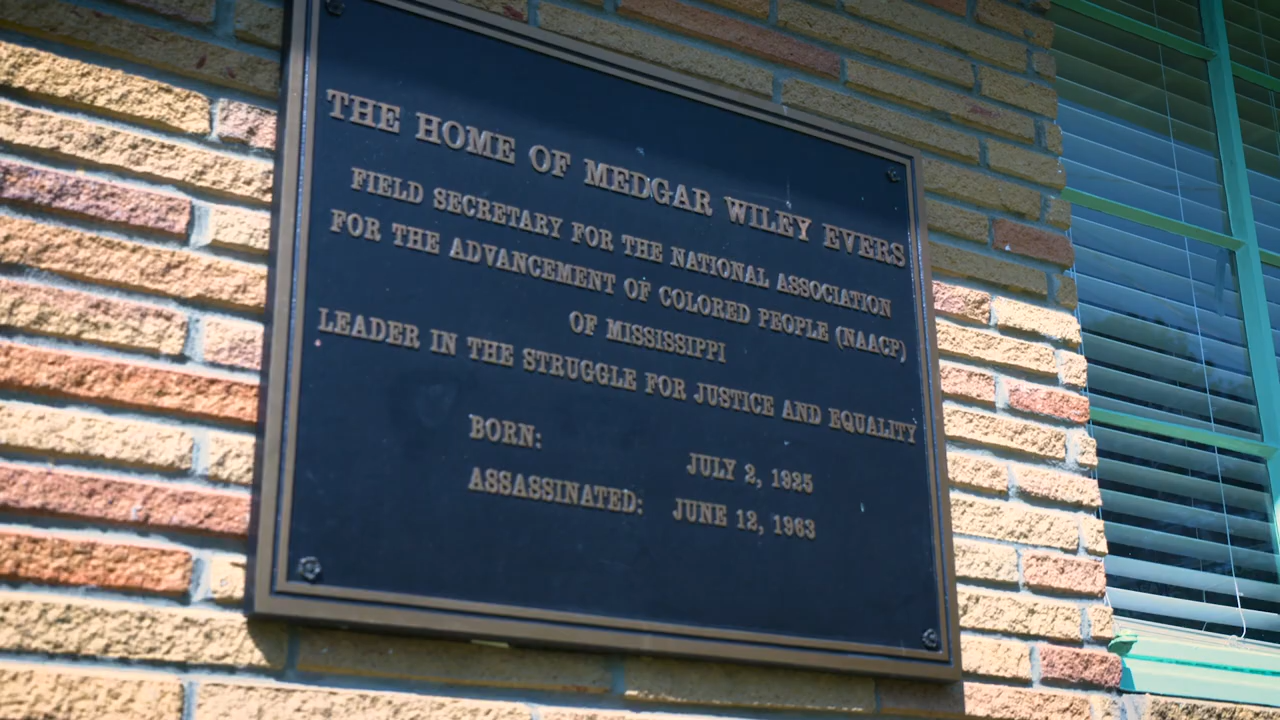 THE HOME OF MEDGAR WILEY EVERS
FIELD SECRETARY FOR THE NATIONAL ASSOCIATION
FOR THE ADVANCEMENT OF COLORED PEOPLE (NAACP)
OF MISSISSIPPI
LEADER IN THE STRUGGLE FOR JUSTICE AND EQUALITY
BORN: JULY 2, 1925
ASSASSINATED: JUNE 12, 1963